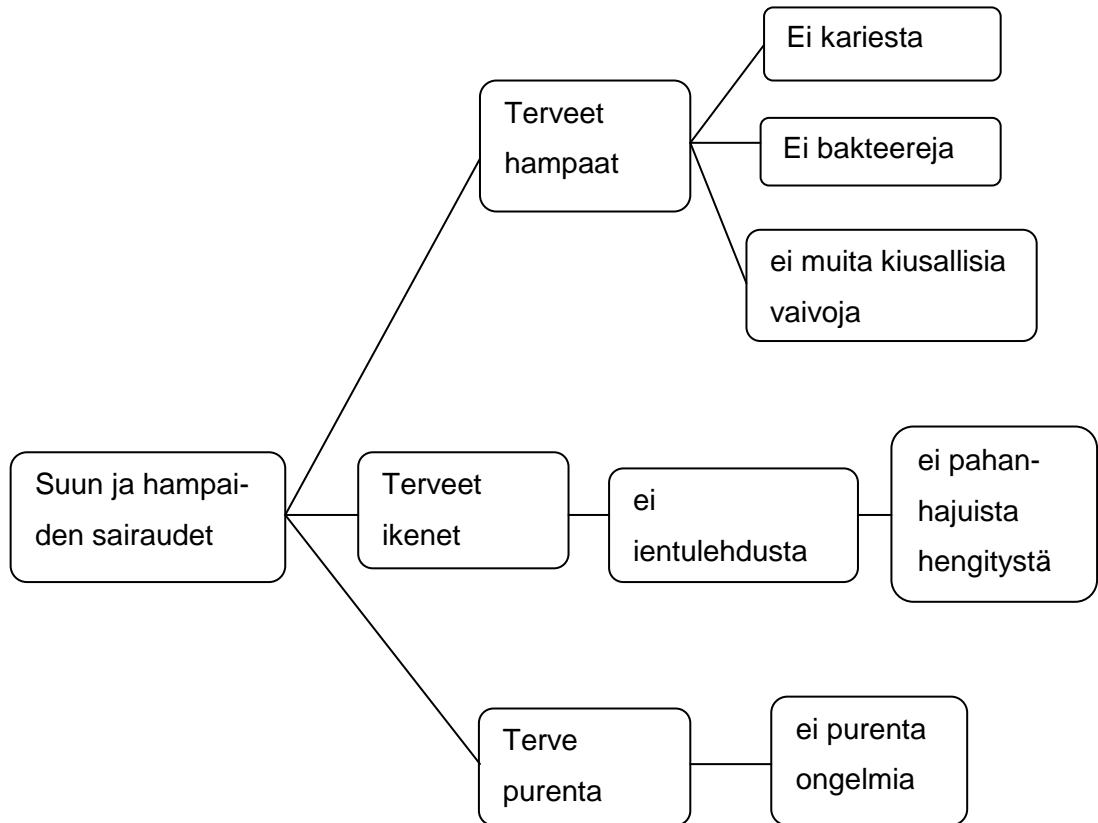 Ei kariesta
Terveet
hampaat
Ei bakteereja
ei muita kiusallisia
vaivoja
Suun ja hampai-
den sairaudet
Terveet
ikenet
ei
ientulehdusta
ei pahan-
hajuista
hengitystä
Terve
purenta
ei purenta
ongelmia